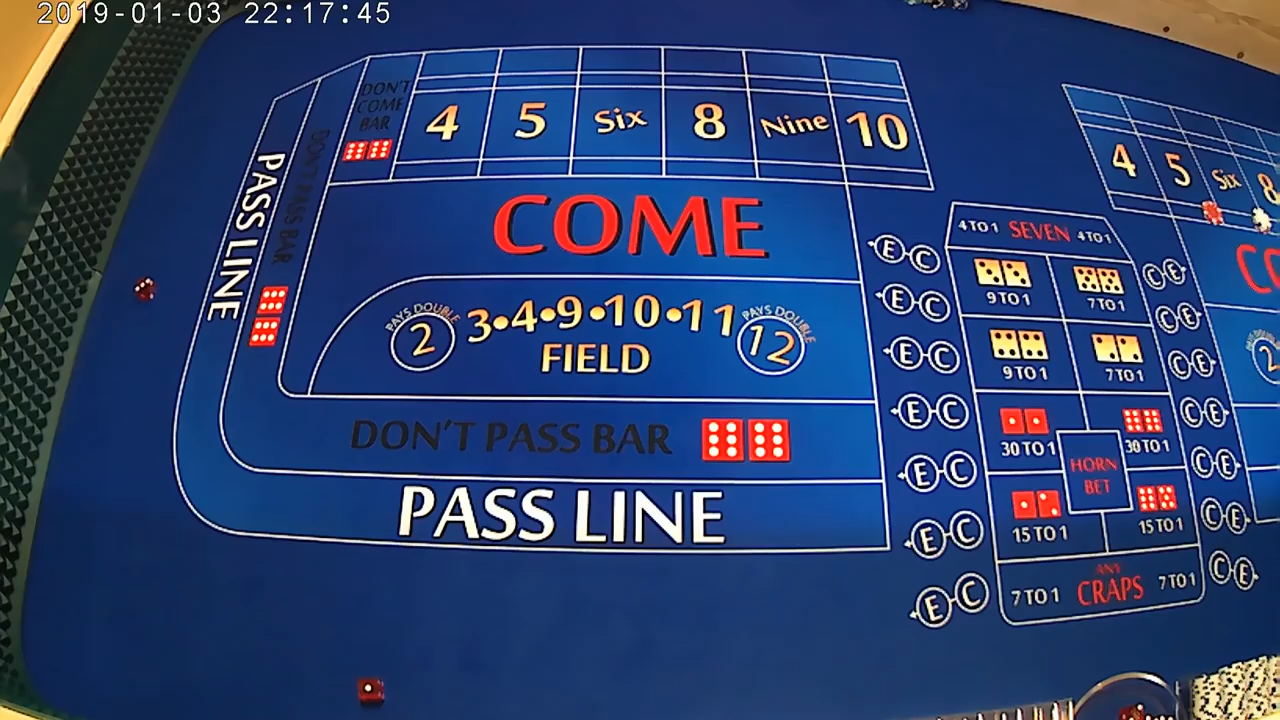 2019-01-03 22:17:45
DON'T
COME
BAR
4 5 Six 8 Nine 10
4 5 Six 8
PASS LINE
DON'T PASS BAR
COME
CO
4 TO 1 SEVEN 4 TO 1
E C
C E
9 TO 1
7 TO 1
E C
C E
PAYS DOUBLE
2
3•4•9•10•11
PAYS DOUBLE
12
FIELD
2
E C
C E
9 TO 1
7 TO 1
E C
C E
30 TO 1
30 TO 1
DON'T PASS BAR
HORN
BET
E C
C E
15 TO 1
15 TO 1
PASS LINE
E C
C E
ANY
7 TO 1 CRAPS 7 TO 1
E C
C E